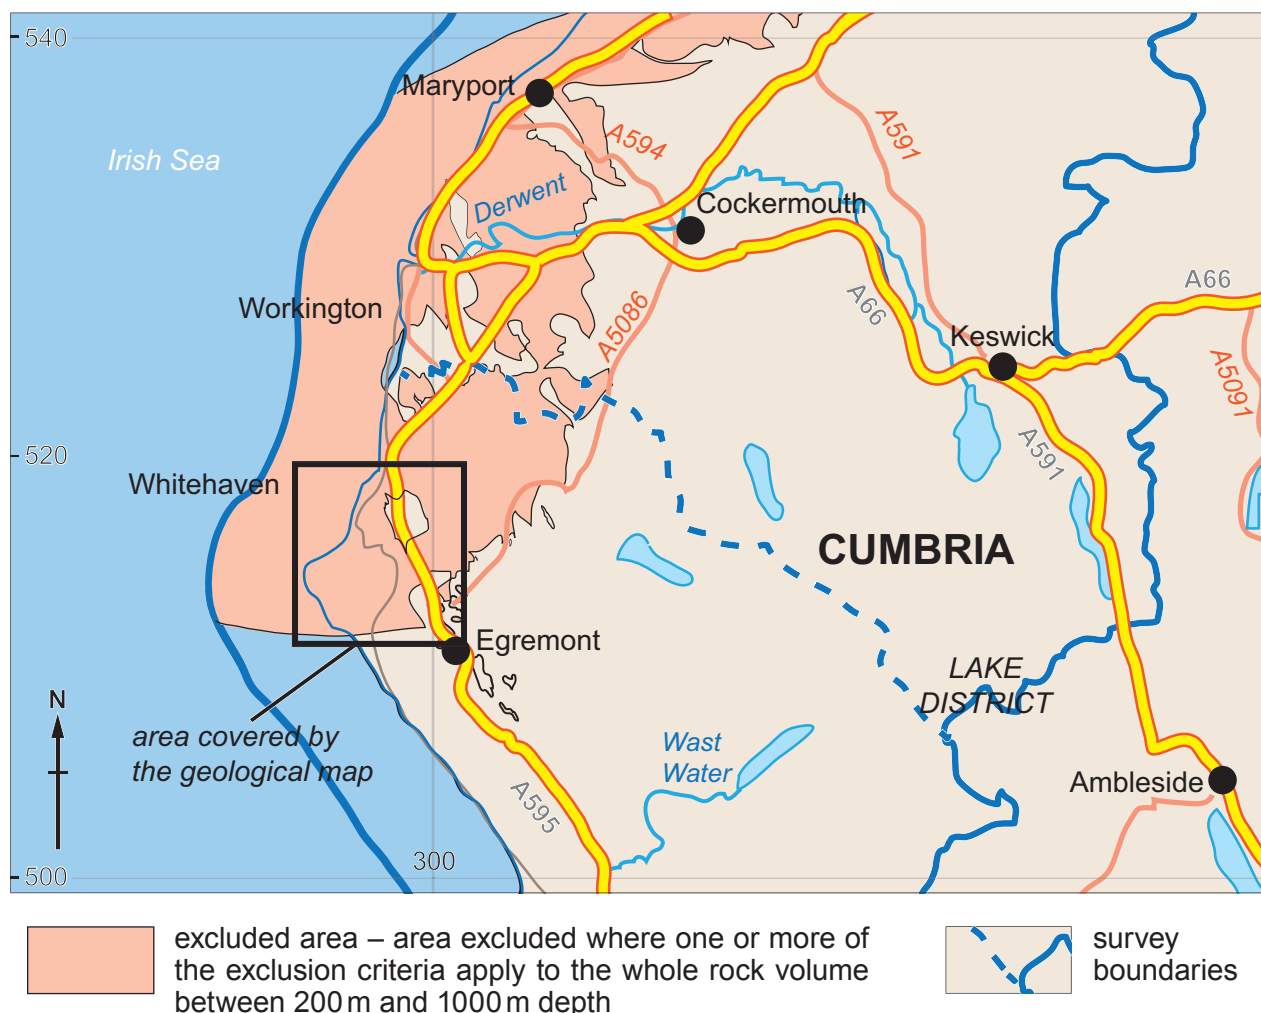 540
Maryport
A594
A591
Irish Sea
Derwent
Cockermouth
A66
A66
Workington
A5086
Keswick
A5091
520
A591
Whitehaven
CUMBRIA
Egremont
LAKE
DISTRICT
N
area covered by
the geological map
Wast
Water
Ambleside
A595
300
500
excluded area – area excluded where one or more of
the exclusion criteria apply to the whole rock volume
between 200 m and 1000 m depth
survey
boundaries